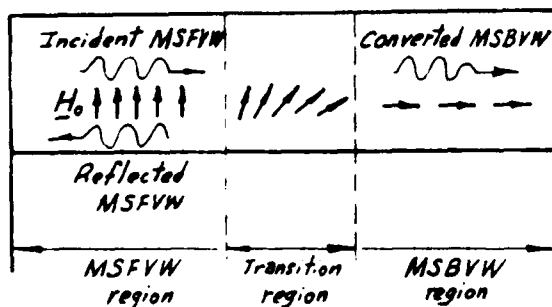 Incident MSFVW
Converted MSBVW
H₀
Reflected
MSFVW
MSFVW
region
Transition
region
MSBVW
region